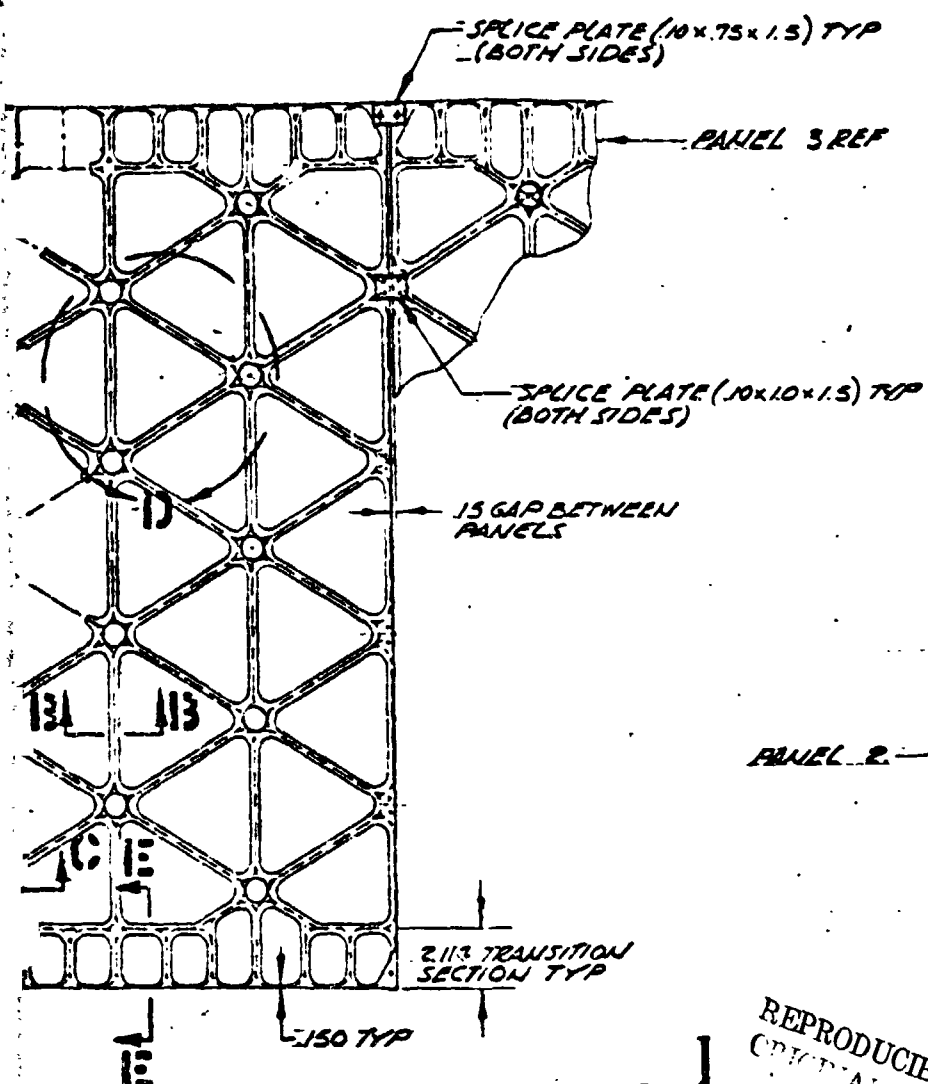 SPLICE PLATE (.10 x .75 x 1.5) TYP
(BOTH SIDES)
PANEL 3 REF
SPLICE PLATE (.10 x 1.0 x 1.5) TYP
(BOTH SIDES)
D
.15 GAP BETWEEN
PANELS
B B
PANEL 2
C E
2.113 TRANSITION
SECTION TYP
.150 TYP
E